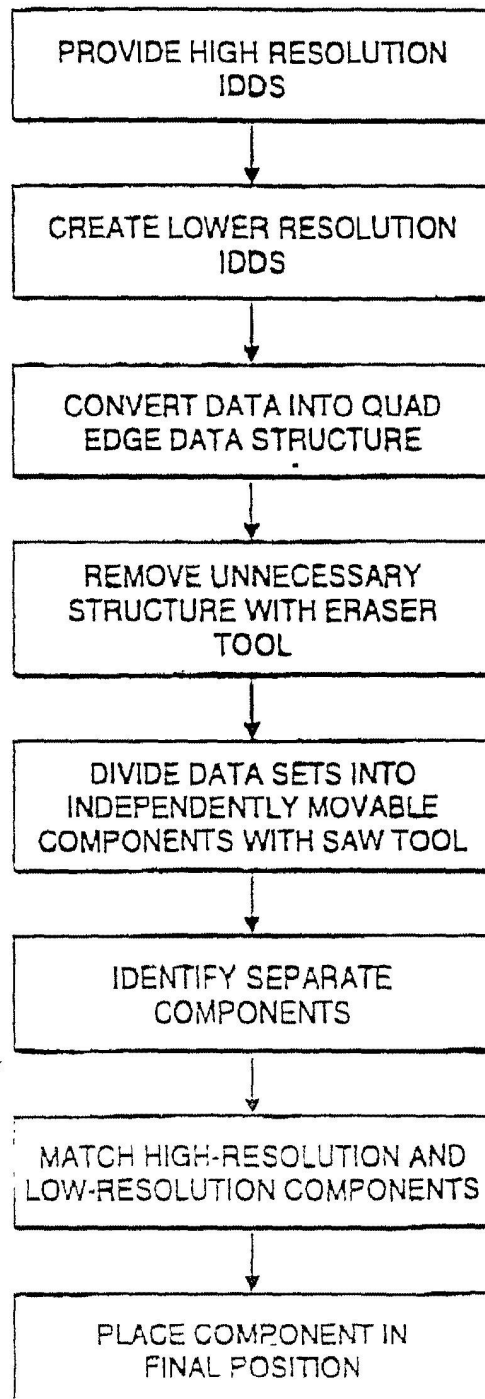 PROVIDE HIGH RESOLUTION
IDDS
CREATE LOWER RESOLUTION
IDDS
CONVERT DATA INTO QUAD
EDGE DATA STRUCTURE
REMOVE UNNECESSARY
STRUCTURE WITH ERASER
TOOL
DIVIDE DATA SETS INTO
INDEPENDENTLY MOVABLE
COMPONENTS WITH SAW TOOL
IDENTIFY SEPARATE
COMPONENTS
MATCH HIGH-RESOLUTION AND
LOW-RESOLUTION COMPONENTS
PLACE COMPONENT IN
FINAL POSITION